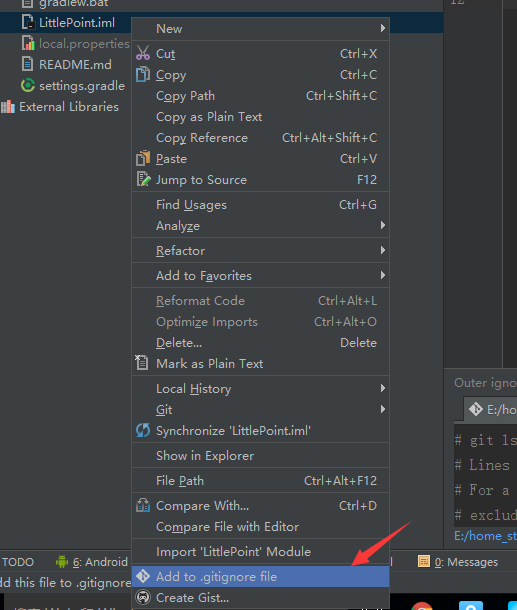 gradlew.bat
12
LittlePoint.iml
local.properties
README.md
settings.gradle
External Libraries
New
Cut Ctrl+X
Copy Ctrl+C
Copy Path Ctrl+Shift+C
Copy as Plain Text
Copy Reference Ctrl+Alt+Shift+C
Paste Ctrl+V
Jump to Source F12
Find Usages Ctrl+G
Analyze
Refactor
Add to Favorites
Reformat Code Ctrl+Alt+L
Optimize Imports Ctrl+Alt+O
Delete... Delete
Mark as Plain Text
Local History
Git
Synchronize 'LittlePoint.iml'
Show in Explorer
File Path Ctrl+Alt+F12
Compare With... Ctrl+D
Compare File with Editor
Import 'LittlePoint' Module
Add to .gitignore file
Create Gist...
Outer igno
E:/ho
# git ls
# Lines
# For a
# exclud
E:/home_st
TODO 6: Android 0: Messages
dd this file to .gitignore